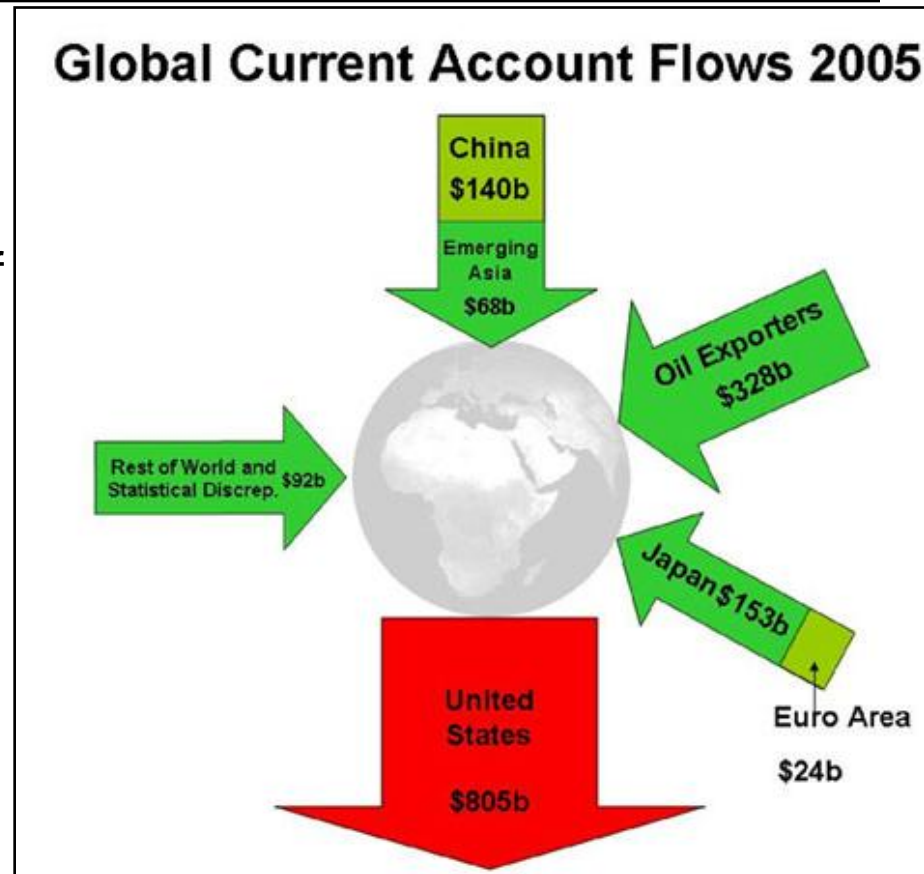 Global Current Account Flows 2005
China
$140b
Emerging
Asia
$68b
Oil Exporters
$328b
Rest of World and
Statistical Discrep. $92b
Japan $153b
Euro Area
$24b
United
States
$805b